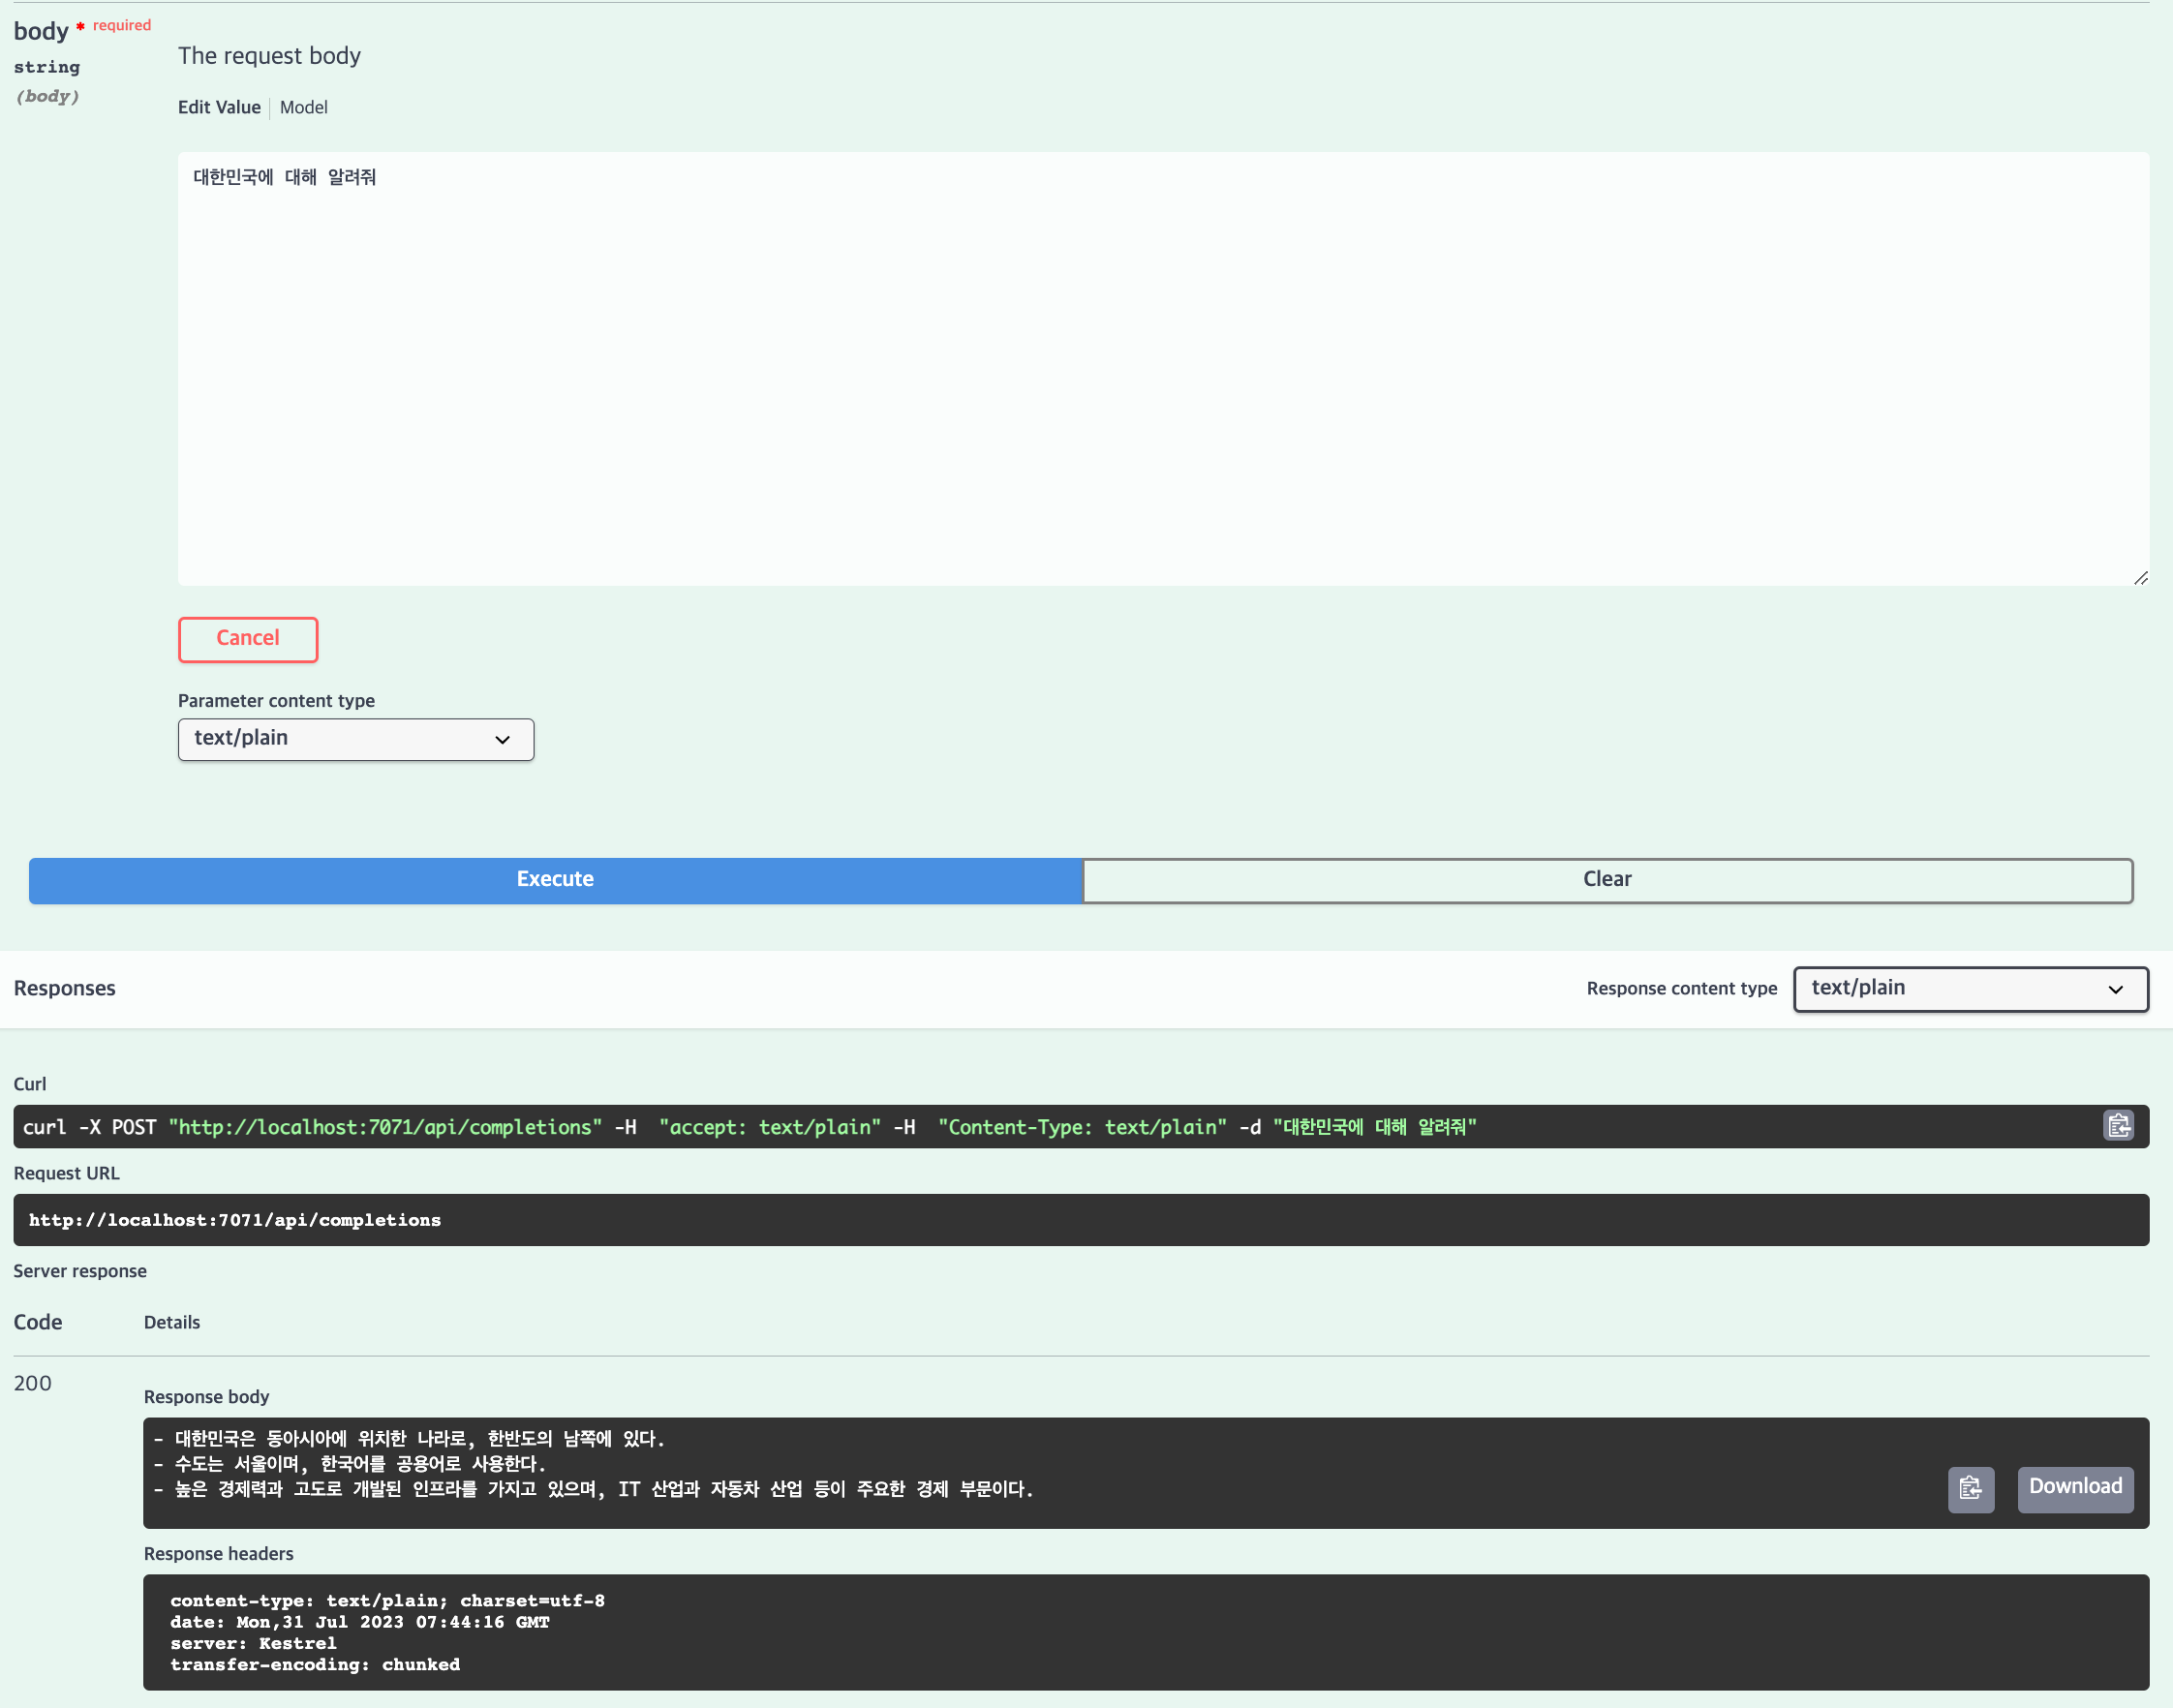 body * required
string
(body)
The request body
Edit Value Model
대한민국에 대해 알려줘
Cancel
Parameter content type
text/plain
Execute
Clear
Responses
Response content type
text/plain
Curl
curl -X POST "http://localhost:7071/api/completions" -H  "accept: text/plain" -H  "Content-Type: text/plain" -d "대한민국에 대해 알려줘"
Request URL
http://localhost:7071/api/completions
Server response
Code Details
200
Response body
- 대한민국은 동아시아에 위치한 나라로, 한반도의 남쪽에 있다.
- 수도는 서울이며, 한국어를 공용어로 사용한다.
- 높은 경제력과 고도로 개발된 인프라를 가지고 있으며, IT 산업과 자동차 산업 등이 주요한 경제 부문이다.
Download
Response headers
content-type: text/plain; charset=utf-8
date: Mon,31 Jul 2023 07:44:16 GMT
server: Kestrel
transfer-encoding: chunked